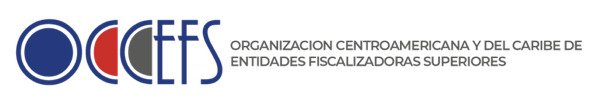 OCCEFS
ORGANIZACION CENTROAMERICANA Y DEL CARIBE DE
ENTIDADES FISCALIZADORAS SUPERIORES